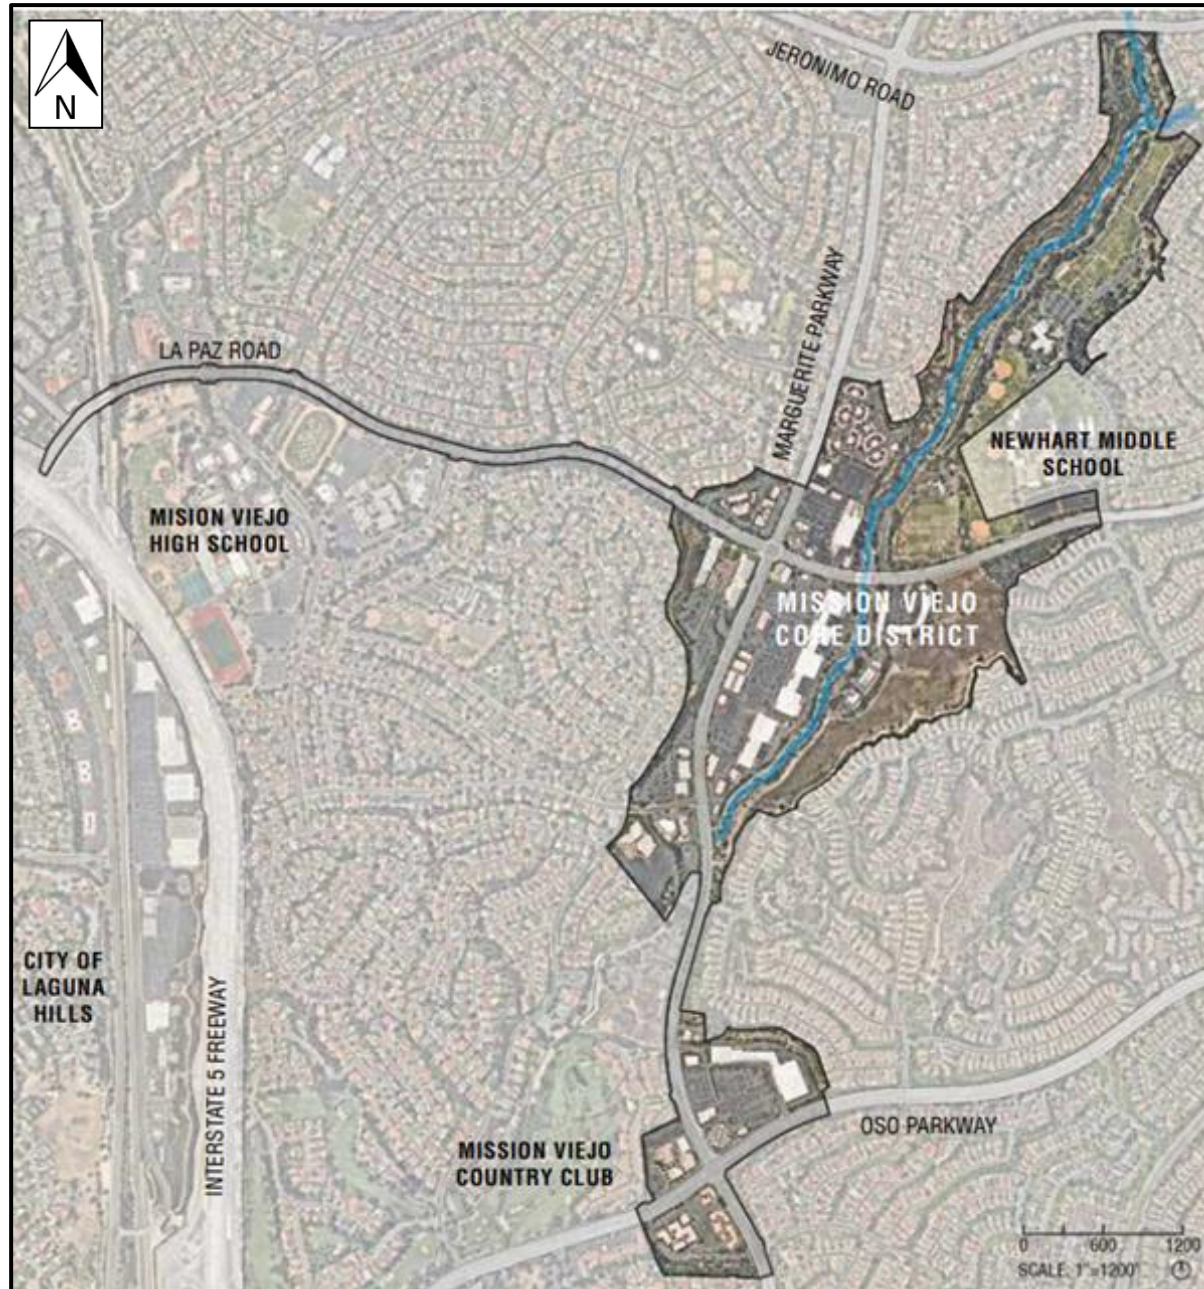 N
JERONIMO ROAD
MARGUERITE PARKWAY
LA PAZ ROAD
NEWHART MIDDLE
SCHOOL
MISION VIEJO
HIGH SCHOOL
MISSION VIEJO
CORE DISTRICT
CITY OF
LAGUNA
HILLS
INTERSTATE 5 FREEWAY
OSO PARKWAY
MISSION VIEJO
COUNTRY CLUB
0 600 1200
SCALE: 1"=1200'